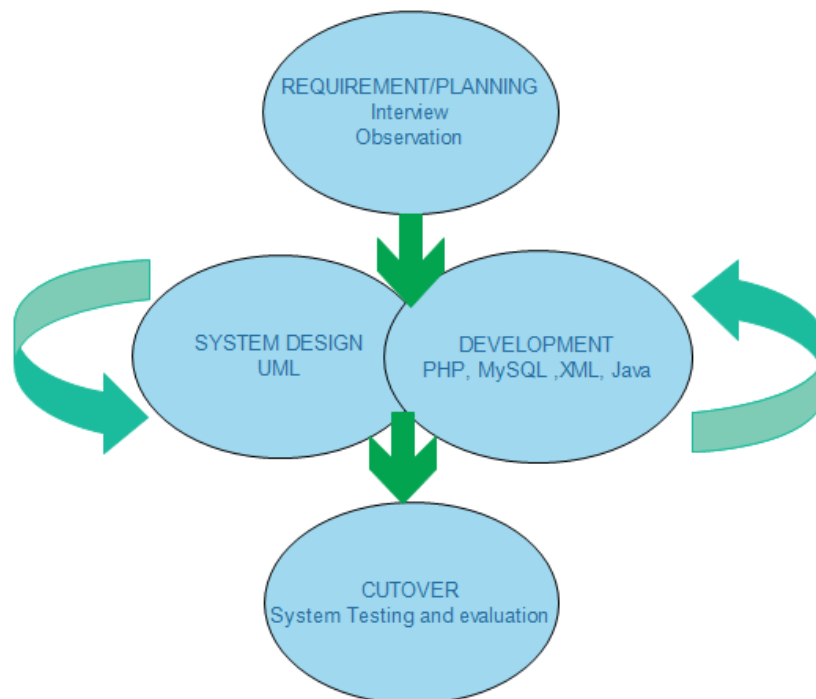 REQUIREMENT/PLANNING
Interview
Observation
SYSTEM DESIGN
UML
DEVELOPMENT
PHP, MySQL ,XML, Java
CUTOVER
System Testing and evaluation